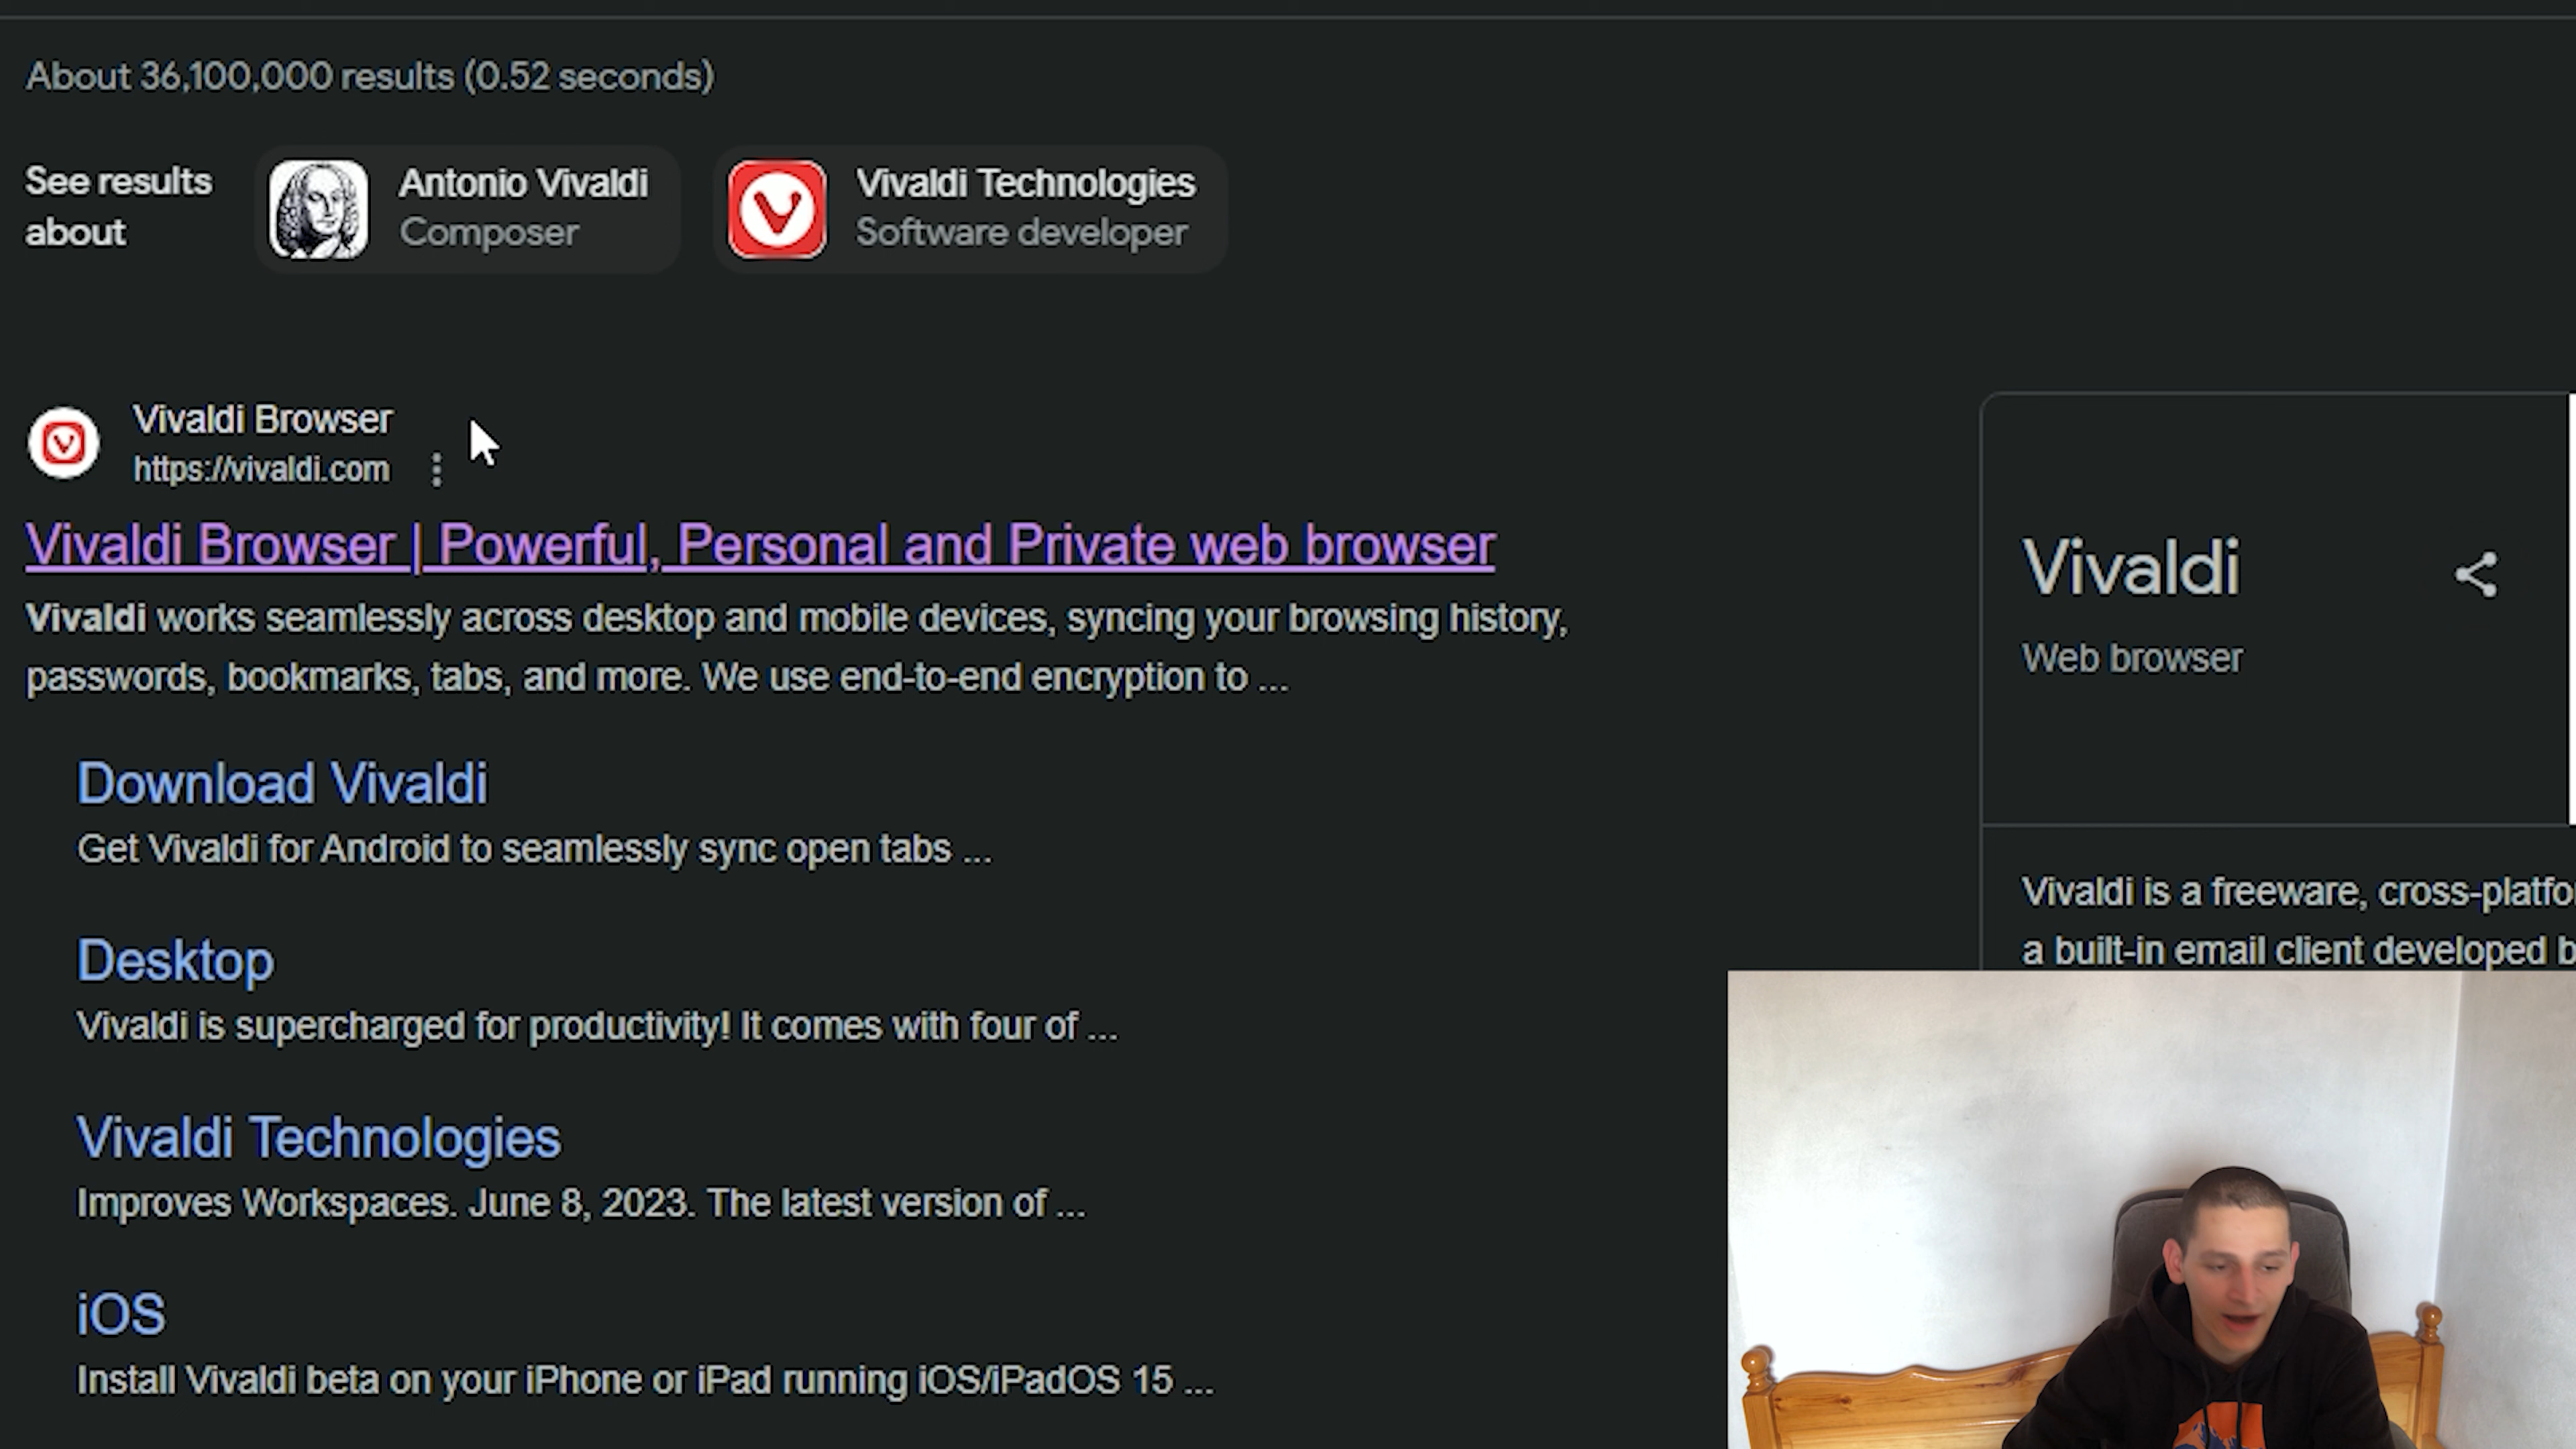 About 36,100,000 results (0.52 seconds)
See results
about
Antonio Vivaldi
Composer
Vivaldi Technologies
Software developer
Vivaldi Browser
https://vivaldi.com
Vivaldi Browser | Powerful, Personal and Private web browser
Vivaldi works seamlessly across desktop and mobile devices, syncing your browsing history,
passwords, bookmarks, tabs, and more. We use end-to-end encryption to ...
Download Vivaldi
Get Vivaldi for Android to seamlessly sync open tabs ...
Desktop
Vivaldi is supercharged for productivity! It comes with four of ...
Vivaldi Technologies
Improves Workspaces. June 8, 2023. The latest version of ...
iOS
Install Vivaldi beta on your iPhone or iPad running iOS/iPadOS 15 ...
Vivaldi
Web browser
Vivaldi is a freeware,
a built-in email client developed